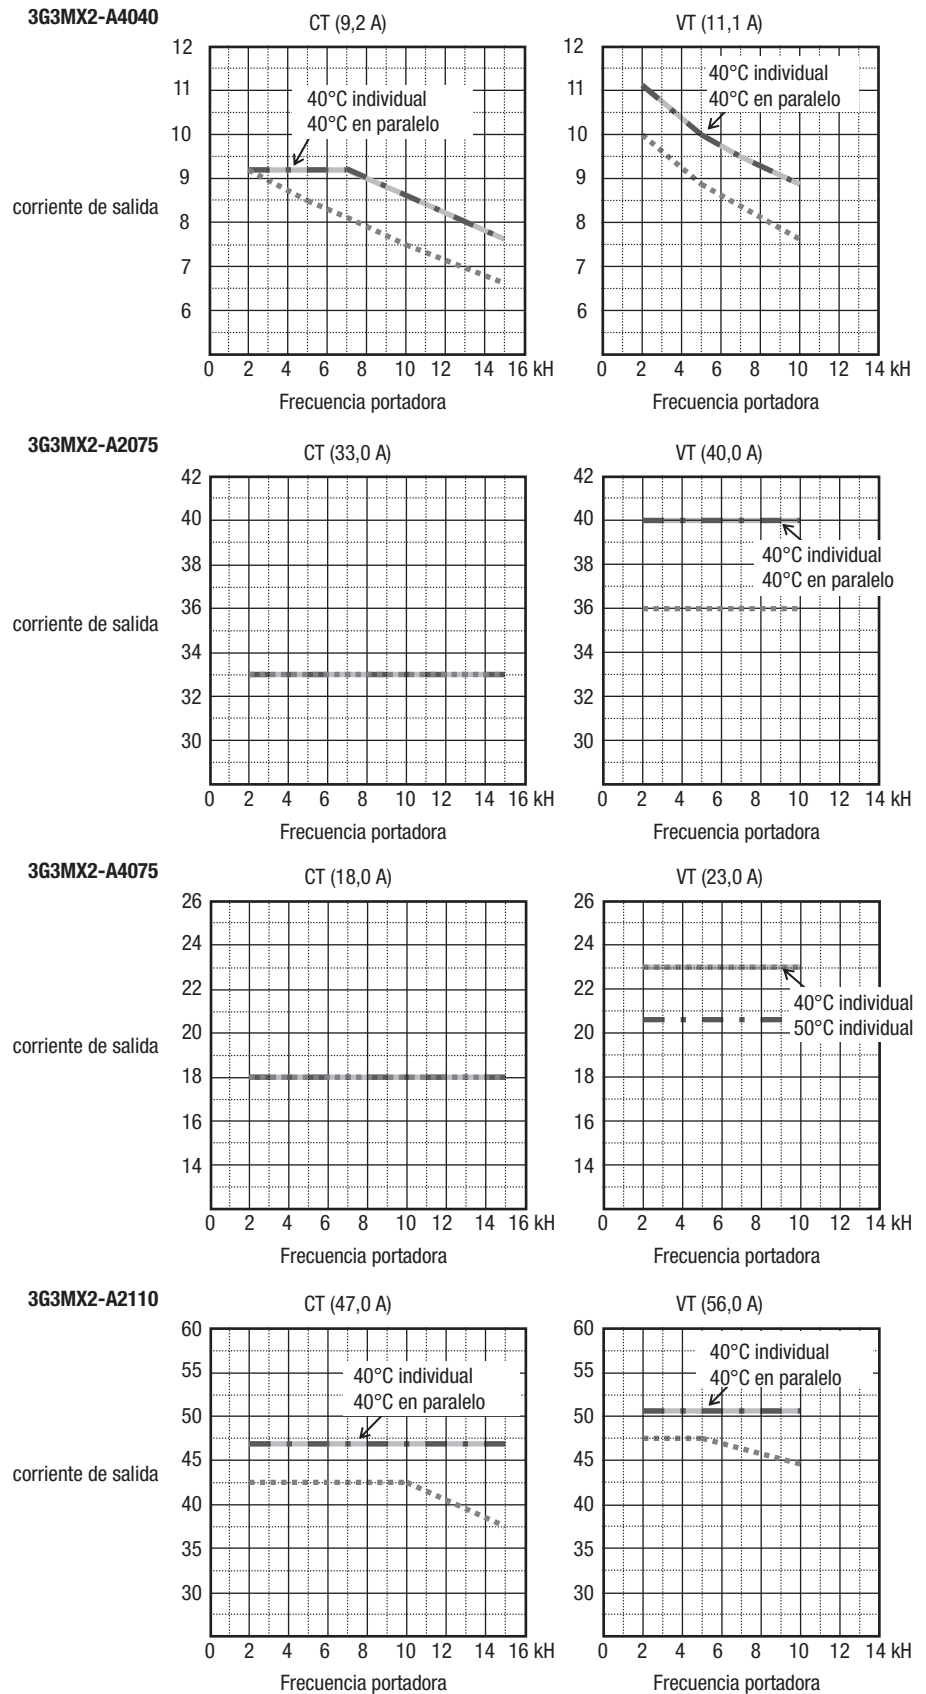 3G3MX2-A4040
CT (9,2 A)
VT (11,1 A)
12
11
10
9
8
7
6
40°C individual
40°C en paralelo
corriente de salida
0 2 4 6 8 10 12 14 16 kH
Frecuencia portadora
12
11
10
9
8
7
6
40°C individual
40°C en paralelo
0 2 4 6 8 10 12 14 kH
Frecuencia portadora
3G3MX2-A2075
CT (33,0 A)
VT (40,0 A)
42
40
38
36
34
32
30
corriente de salida
0 2 4 6 8 10 12 14 16 kH
Frecuencia portadora
42
40
38
36
34
32
30
40°C individual
40°C en paralelo
0 2 4 6 8 10 12 14 kH
Frecuencia portadora
3G3MX2-A4075
CT (18,0 A)
VT (23,0 A)
26
24
22
20
18
16
14
corriente de salida
0 2 4 6 8 10 12 14 16 kH
Frecuencia portadora
26
24
22
20
18
16
14
40°C individual
50°C individual
0 2 4 6 8 10 12 14 kH
Frecuencia portadora
3G3MX2-A2110
CT (47,0 A)
VT (56,0 A)
60
55
50
45
40
35
30
40°C individual
40°C en paralelo
corriente de salida
0 2 4 6 8 10 12 14 16 kH
Frecuencia portadora
60
55
50
45
40
35
30
40°C individual
40°C en paralelo
0 2 4 6 8 10 12 14 kH
Frecuencia portadora